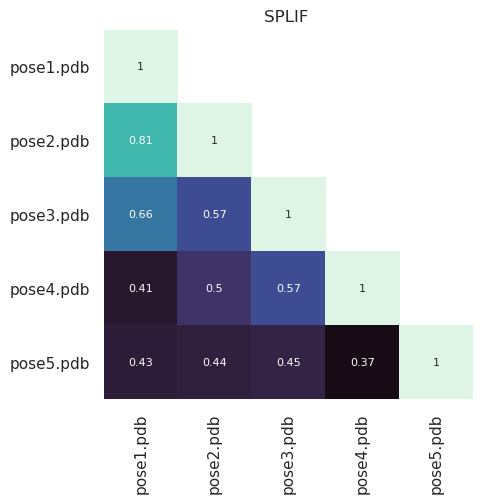 SPLIF
pose1.pdb 1
pose2.pdb 0.81 1
pose3.pdb 0.66 0.57 1
pose4.pdb 0.41 0.5 0.57 1
pose5.pdb 0.43 0.44 0.45 0.37 1
pose1.pdb pose2.pdb pose3.pdb pose4.pdb pose5.pdb